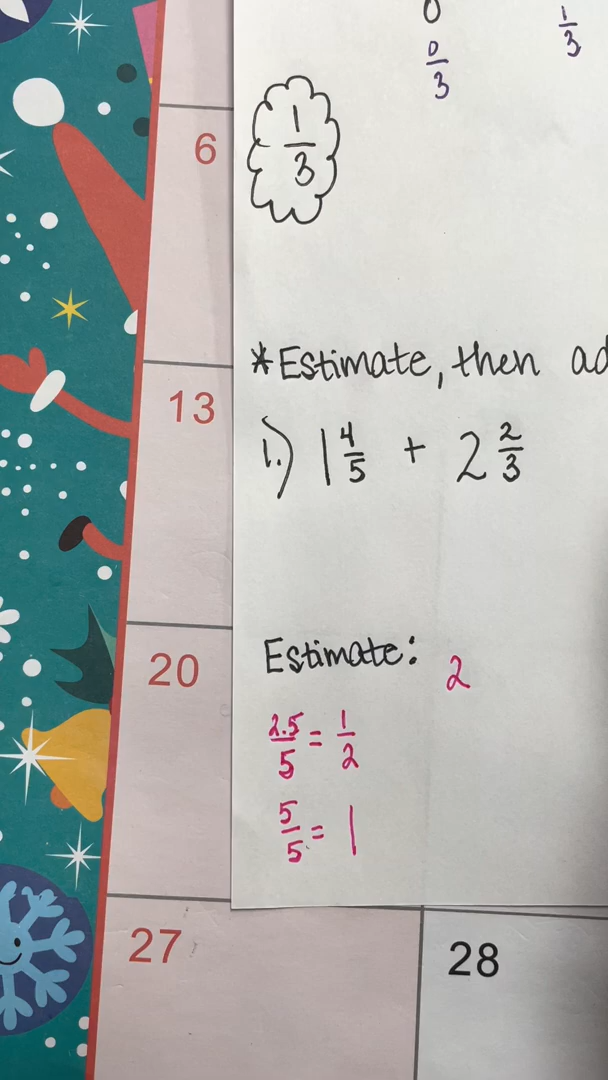 0
0/3
1/3
6
1/3
*Estimate, then
13
1.) 1 4/5 + 2 2/3
Estimate: 2
20
2.5/5 = 1/2
5/5 = 1
27
28